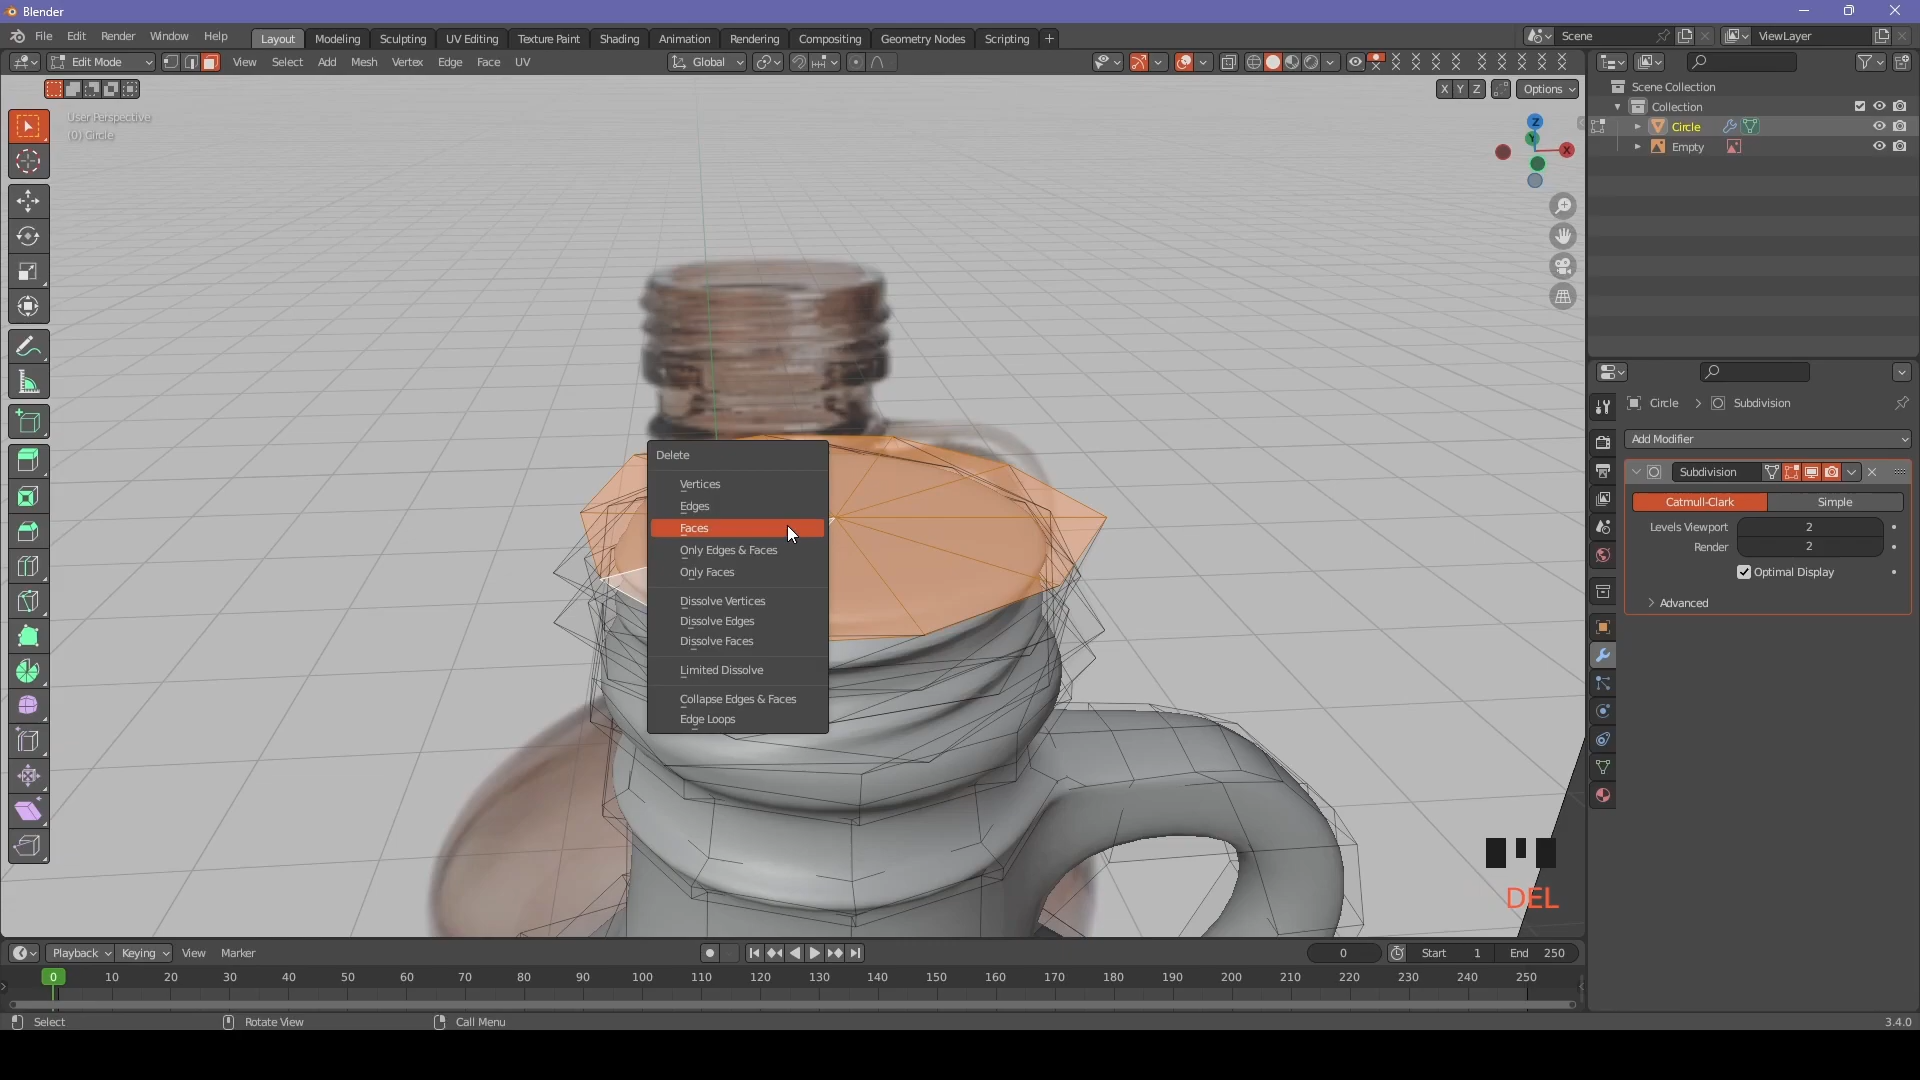 Blender
File Edit Render Window Help Layout Modeling Sculpting UV Editing Texture Paint Shading Animation Rendering Compositing Geometry Nodes Scripting + Scene ViewLayer
Edit Mode View Select Add Mesh Vertex Edge Face UV Global
X Y Z Options
User Perspective
(0) Circle
Z
Y
X
Scene Collection
Collection
Circle
Empty
Circle > Subdivision
Add Modifier
Subdivision
Catmull-Clark Simple
Levels Viewport 2
Render 2
Optimal Display
Advanced
Delete
Vertices
Edges
Faces
Only Edges & Faces
Only Faces
Dissolve Vertices
Dissolve Edges
Dissolve Faces
Limited Dissolve
Collapse Edges & Faces
Edge Loops
DEL
Playback Keying View Marker 0 Start 1 End 250
0 10 20 30 40 50 60 70 80 90 100 110 120 130 140 150 160 170 180 190 200 210 220 230 240 250
Select Rotate View Call Menu 3.4.0